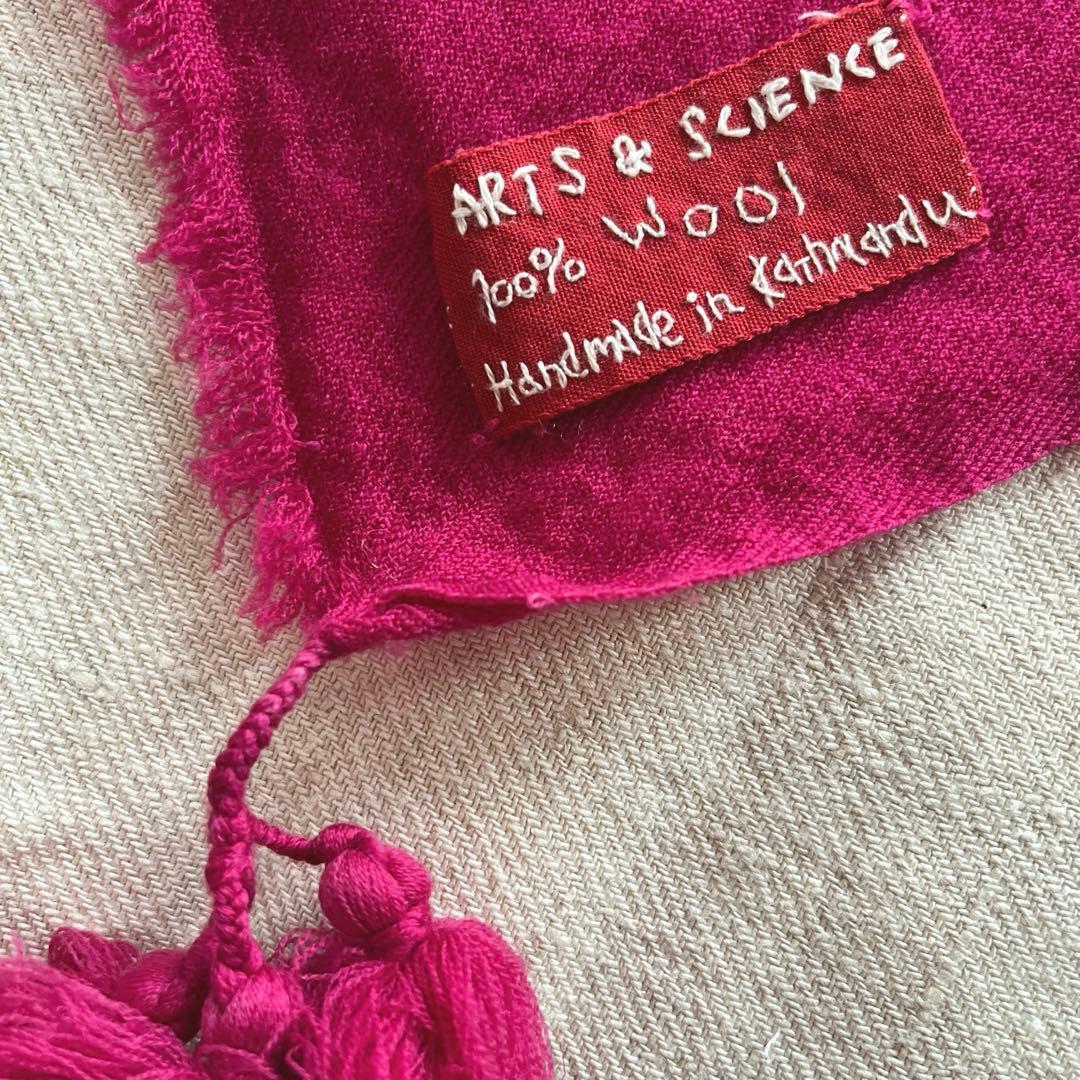 ARTS & SCIENCE
100% Wool
Handmade in Kathmandu